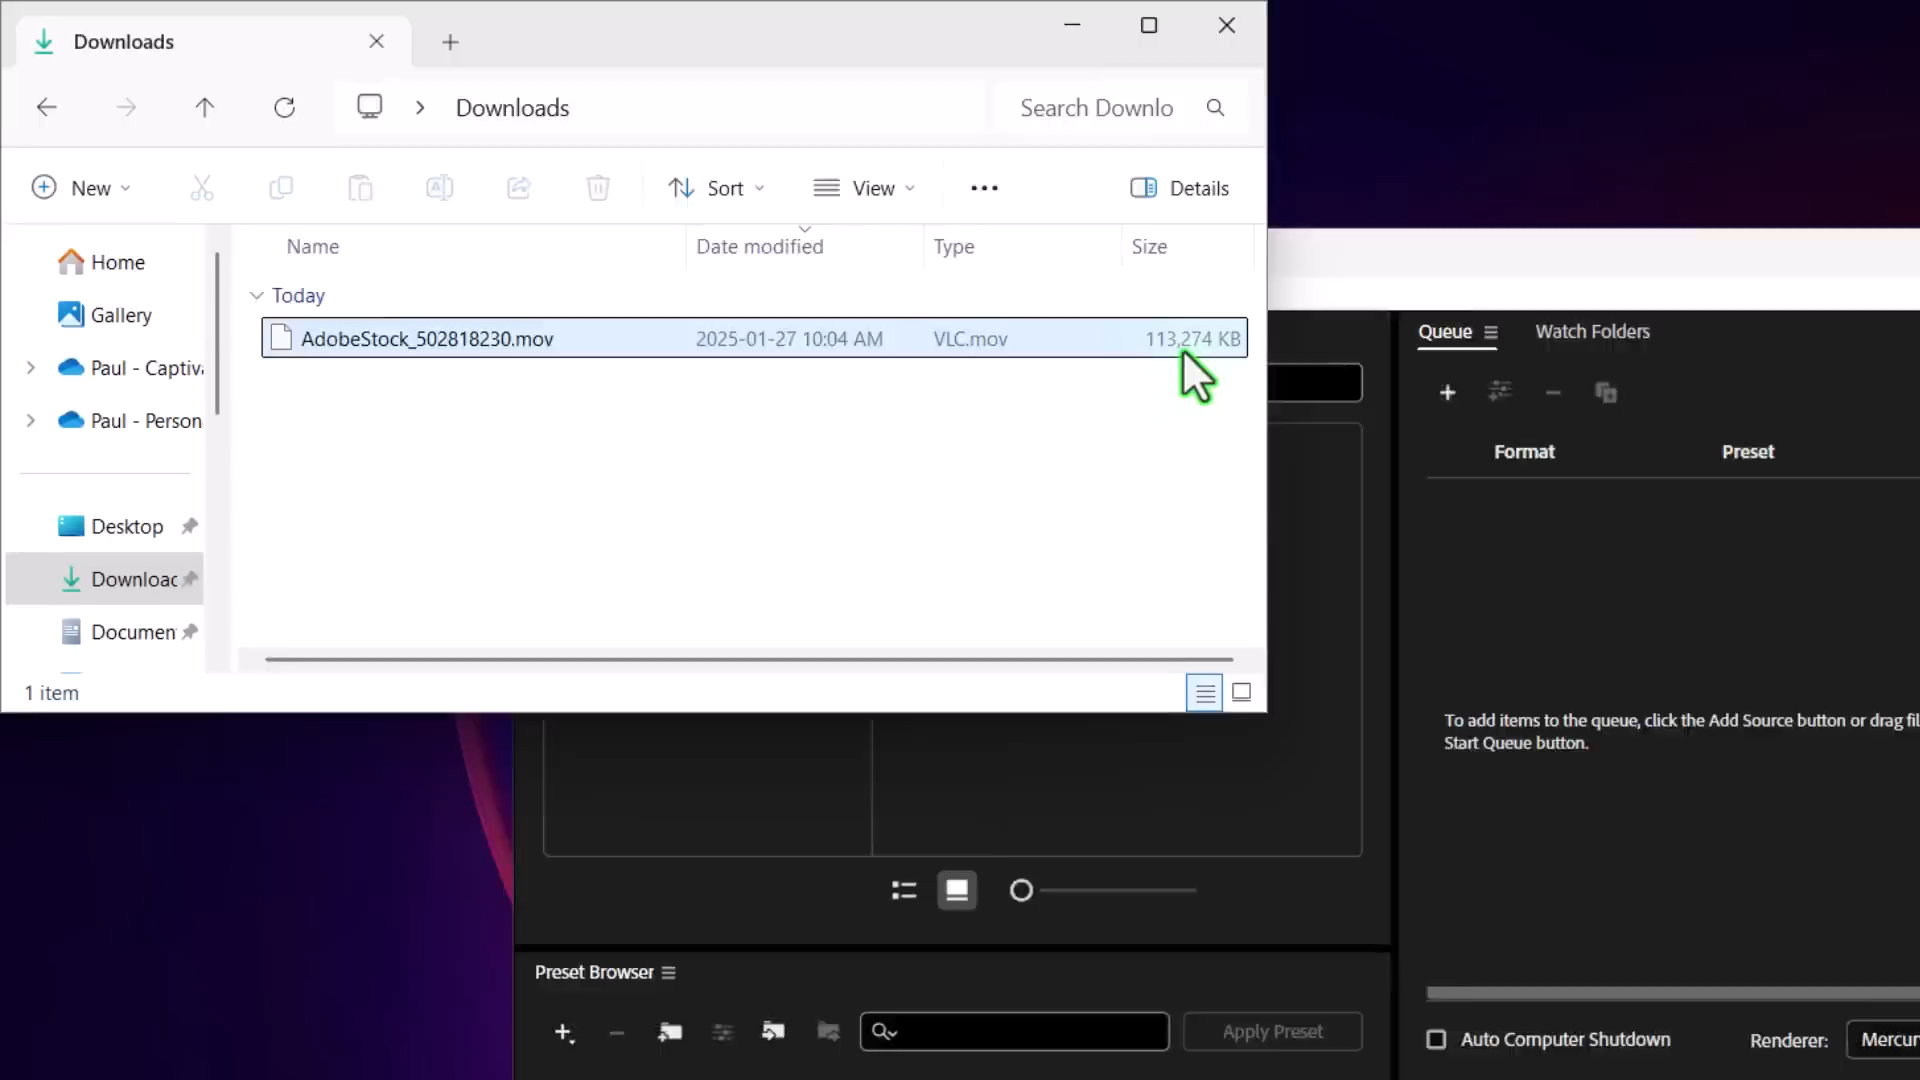 Downloads
Downloads
Search Downlo
New
Sort
View
Details
Name
Date modified
Type
Size
Home
Gallery
Paul - Captiva
Paul - Person
Desktop
Downloac
Documen
Today
AdobeStock_502818230.mov
2025-01-27 10:04 AM
VLC.mov
113,274 KB
1 item
Queue
Watch Folders
Format
Preset
To add items to the queue, click the Add Source button or drag fil
Start Queue button.
Preset Browser
Apply Preset
Auto Computer Shutdown
Renderer:
Mercur